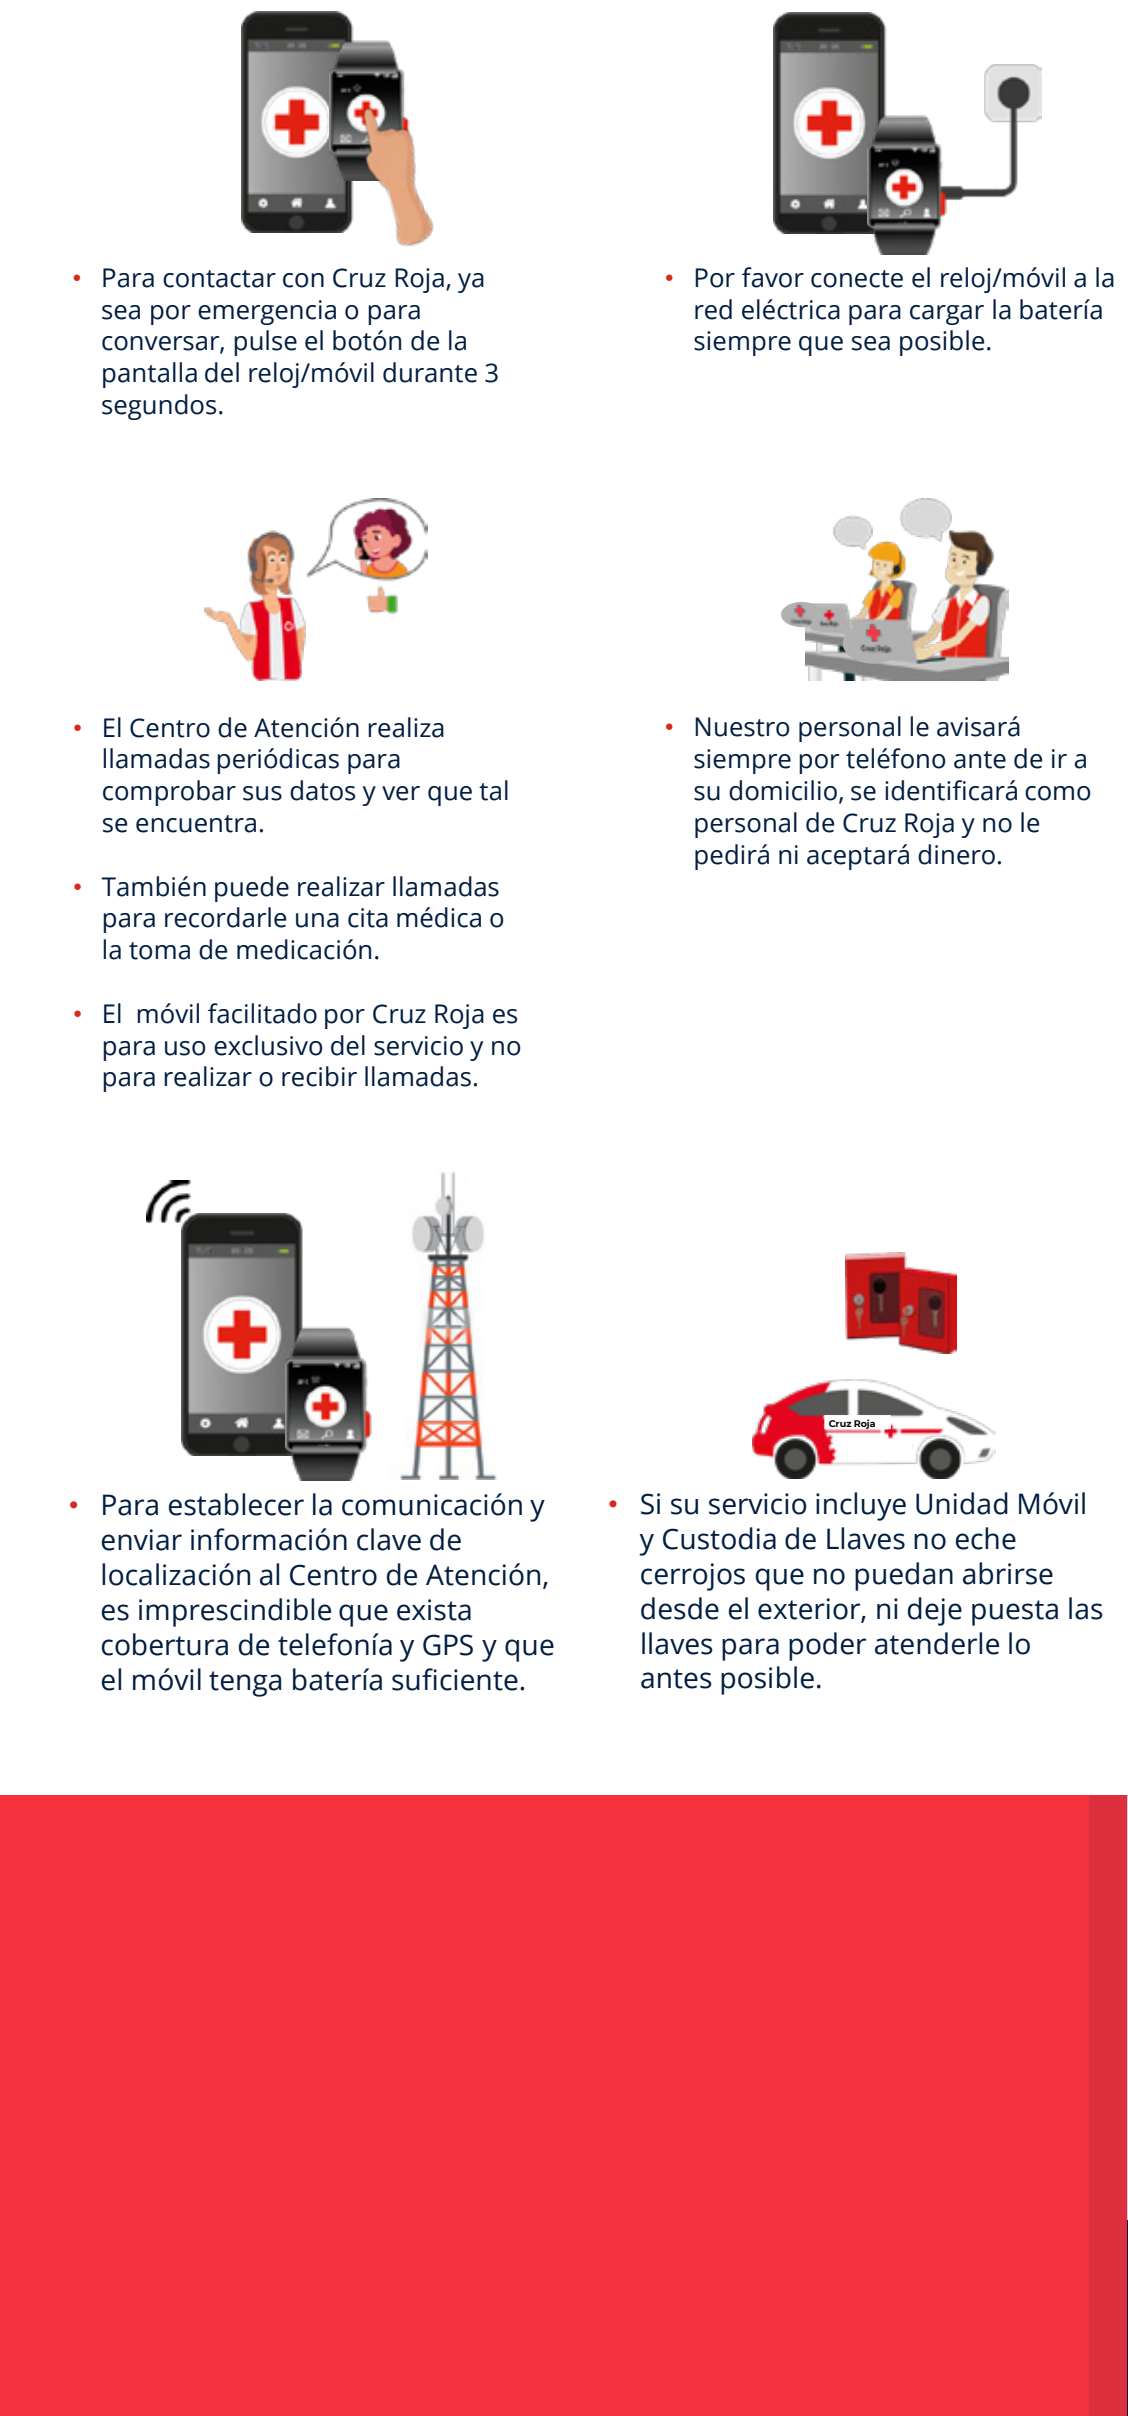 • Para contactar con Cruz Roja, ya
sea por emergencia o para
conversar, pulse el botón de la
pantalla del reloj/móvil durante 3
segundos.
• Por favor conecte el reloj/móvil a la
red eléctrica para cargar la batería
siempre que sea posible.
Cruz Roja
• El Centro de Atención realiza
llamadas periódicas para
comprobar sus datos y ver que tal
se encuentra.
• También puede realizar llamadas
para recordarle una cita médica o
la toma de medicación.
• El  móvil facilitado por Cruz Roja es
para uso exclusivo del servicio y no
para realizar o recibir llamadas.
• Nuestro personal le avisará
siempre por teléfono ante de ir a
su domicilio, se identificará como
personal de Cruz Roja y no le
pedirá ni aceptará dinero.
Cruz Roja
• Para establecer la comunicación y
enviar información clave de
localización al Centro de Atención,
es imprescindible que exista
cobertura de telefonía y GPS y que
el móvil tenga batería suficiente.
• Si su servicio incluye Unidad Móvil
y Custodia de Llaves no eche
cerrojos que no puedan abrirse
desde el exterior, ni deje puesta las
llaves para poder atenderle lo
antes posible.